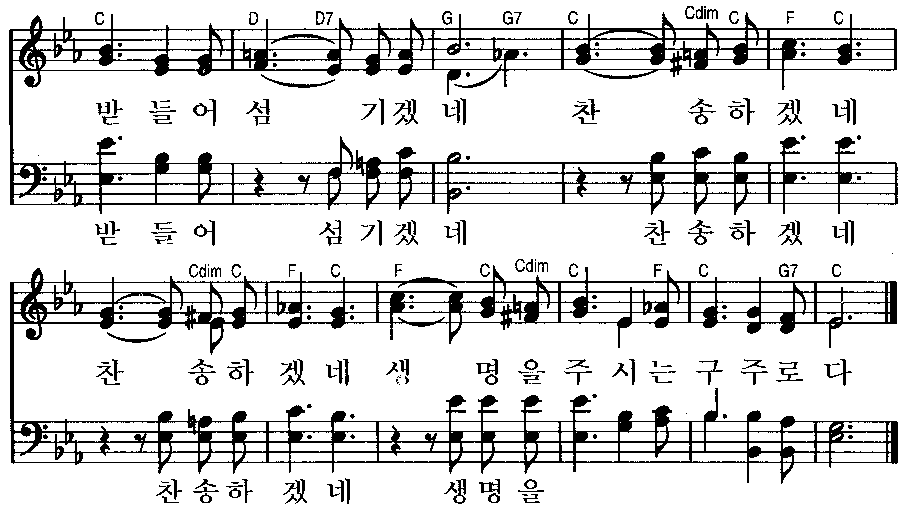 C D D7 G G7 C Cdim C F C
받들어 섬 기겠네 찬 송하겠네
받들어 섬기겠네 찬송하겠네
Cdim C F C F C Cdim C F C G7 C
찬 송하겠네 생 명을주시는구주로다
찬송하겠네 생명을